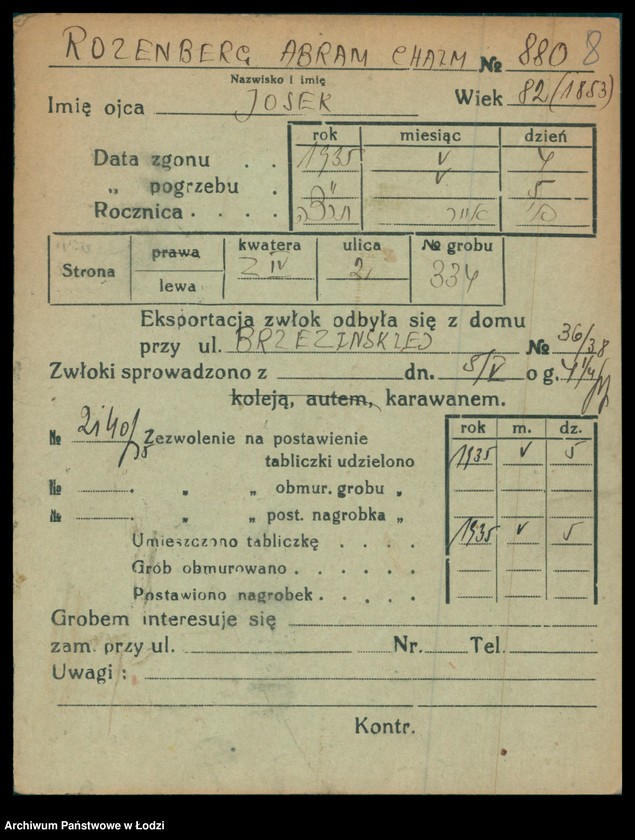 ROZENBERG ABRAM CHAIM № 880 8
Nazwisko i imię
Imię ojca JOSEK Wiek 82 (1853)
rok miesiąc dzień
Data zgonu . . 1935 V 4
„ pogrzebu . V 5
Rocznica . . . .
Strona prawa kwatera ulica № grobu
lewa Z IV 2 334
Eksportacja zwłok odbyła się z domu
przy ul. BRZEZIŃSKIEJ № 36/38
Zwłoki sprowadzono z dn. 5/V o g.
koleją, autem, karawanem.
rok m. dz.
№ Zezwolenie na postawienie
tabliczki udzielono 1935 V 5
№ . „ „ obmur. grobu „
№ . „ „ post. nagrobka „
Umieszczono tabliczkę . . . . 1935 V 5
Grób obmurowano . . . . . .
Postawiono nagrobek . . . . .
Grobem interesuje się
zam. przy ul. Nr. Tel.
Uwagi :
Kontr.
Archiwum Państwowe w Łodzi